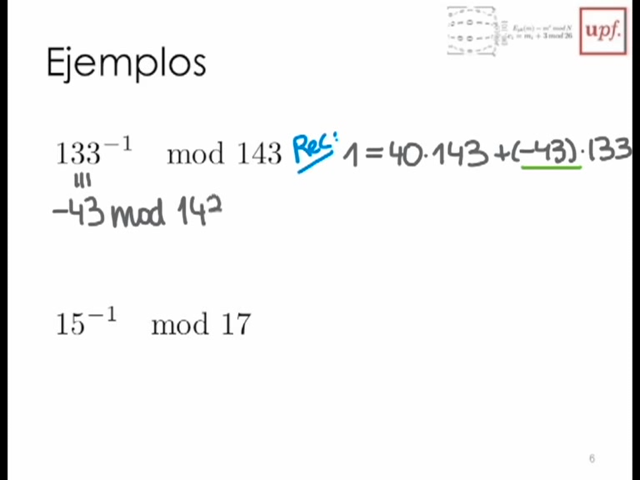 upf.
Ejemplos
133⁻¹ mod 143 Rec: 1 = 40·143 + (-43)·133
≡
-43 mod 142
15⁻¹ mod 17
6